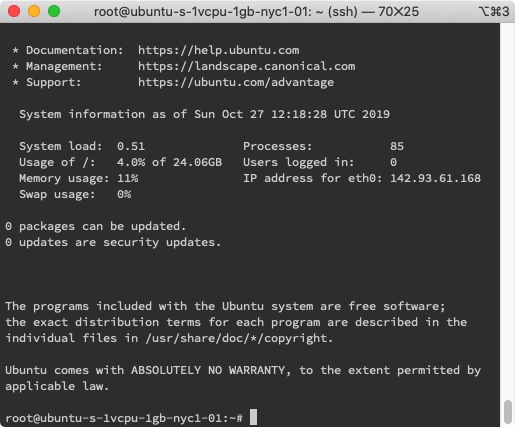 root@ubuntu-s-1vcpu-1gb-nyc1-01: ~ (ssh) — 70×25 ⌥⌘3
* Documentation:  https://help.ubuntu.com
* Management:     https://landscape.canonical.com
* Support:        https://ubuntu.com/advantage
System information as of Sun Oct 27 12:18:28 UTC 2019
System load:  0.51              Processes:           85
Usage of /:   4.0% of 24.06GB   Users logged in:     0
Memory usage: 11%               IP address for eth0: 142.93.61.168
Swap usage:   0%
0 packages can be updated.
0 updates are security updates.
The programs included with the Ubuntu system are free software;
the exact distribution terms for each program are described in the
individual files in /usr/share/doc/*/copyright.
Ubuntu comes with ABSOLUTELY NO WARRANTY, to the extent permitted by
applicable law.
root@ubuntu-s-1vcpu-1gb-nyc1-01:~#